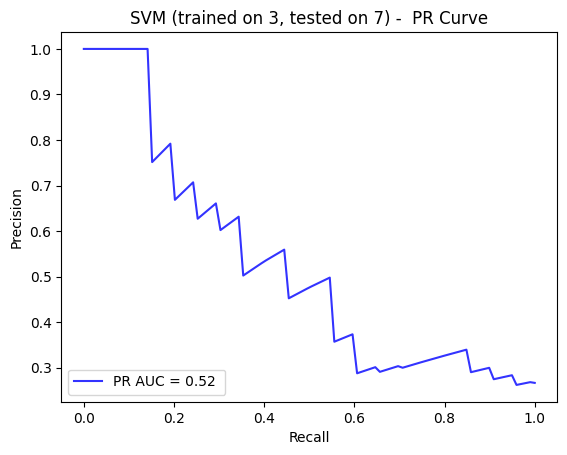 SVM (trained on 3, tested on 7) -  PR Curve
1.0
0.9
0.8
0.7
0.6
0.5
0.4
0.3
Precision
PR AUC = 0.52
0.0 0.2 0.4 0.6 0.8 1.0
Recall